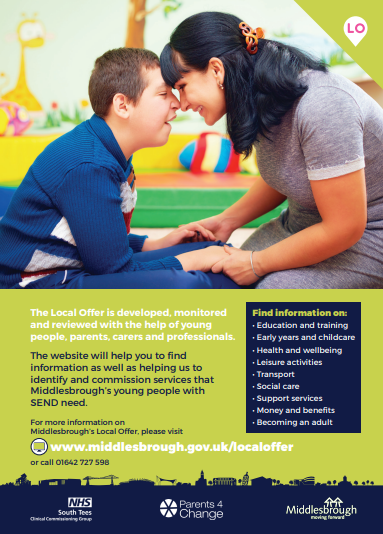 LO
The Local Offer is developed, monitored
and reviewed with the help of young
people, parents, carers and professionals.
The website will help you to find
information as well as helping us to
identify and commission services that
Middlesbrough's young people with
SEND need.
For more information on
Middlesbrough's Local Offer, please visit
www.middlesbrough.gov.uk/localoffer
or call 01642 727 598
Find information on:
• Education and training
• Early years and childcare
• Health and wellbeing
• Leisure activities
• Transport
• Social care
• Support services
• Money and benefits
• Becoming an adult
NHS
South Tees
Clinical Commissioning Group
Parents 4
Change
Middlesbrough
moving forward